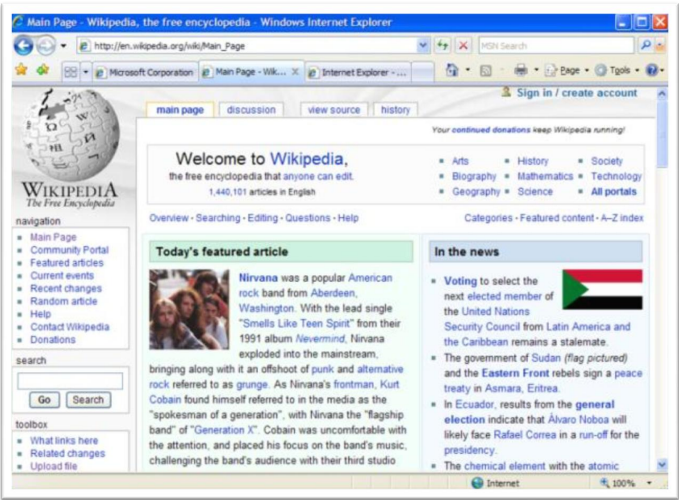 Main Page - Wikipedia, the free encyclopedia - Windows Internet Explorer
http://en.wikipedia.org/wiki/Main_Page
MSN Search
Microsoft Corporation
Main Page - Wik...
Internet Explorer - ...
Page
Tools
Sign in / create account
main page
discussion
view source
history
Your continued donations keep Wikipedia running!
WIKIPEDIA
The Free Encyclopedia
navigation
Main Page
Community Portal
Featured articles
Current events
Recent changes
Random article
Help
Contact Wikipedia
Donations
search
Go
Search
toolbox
What links here
Related changes
Upload file
Welcome to Wikipedia,
the free encyclopedia that anyone can edit.
1,440,101 articles in English
Arts
History
Society
Biography
Mathematics
Technology
Geography
Science
All portals
Overview · Searching · Editing · Questions · Help
Categories · Featured content · A–Z index
Today's featured article
Nirvana was a popular American
rock band from Aberdeen,
Washington. With the lead single
"Smells Like Teen Spirit" from their
1991 album Nevermind, Nirvana
exploded into the mainstream,
bringing along with it an offshoot of punk and alternative
rock referred to as grunge. As Nirvana's frontman, Kurt
Cobain found himself referred to in the media as the
"spokesman of a generation", with Nirvana the "flagship
band" of "Generation X". Cobain was uncomfortable with
the attention, and placed his focus on the band's music,
challenging the band's audience with their third studio
In the news
Voting to select the
next elected member of
the United Nations
Security Council from Latin America and
the Caribbean remains a stalemate.
The government of Sudan (flag pictured)
and the Eastern Front rebels sign a peace
treaty in Asmara, Eritrea.
In Ecuador, results from the general
election indicate that Álvaro Noboa will
likely face Rafael Correa in a run-off for the
presidency.
The chemical element with the atomic
Internet
100%